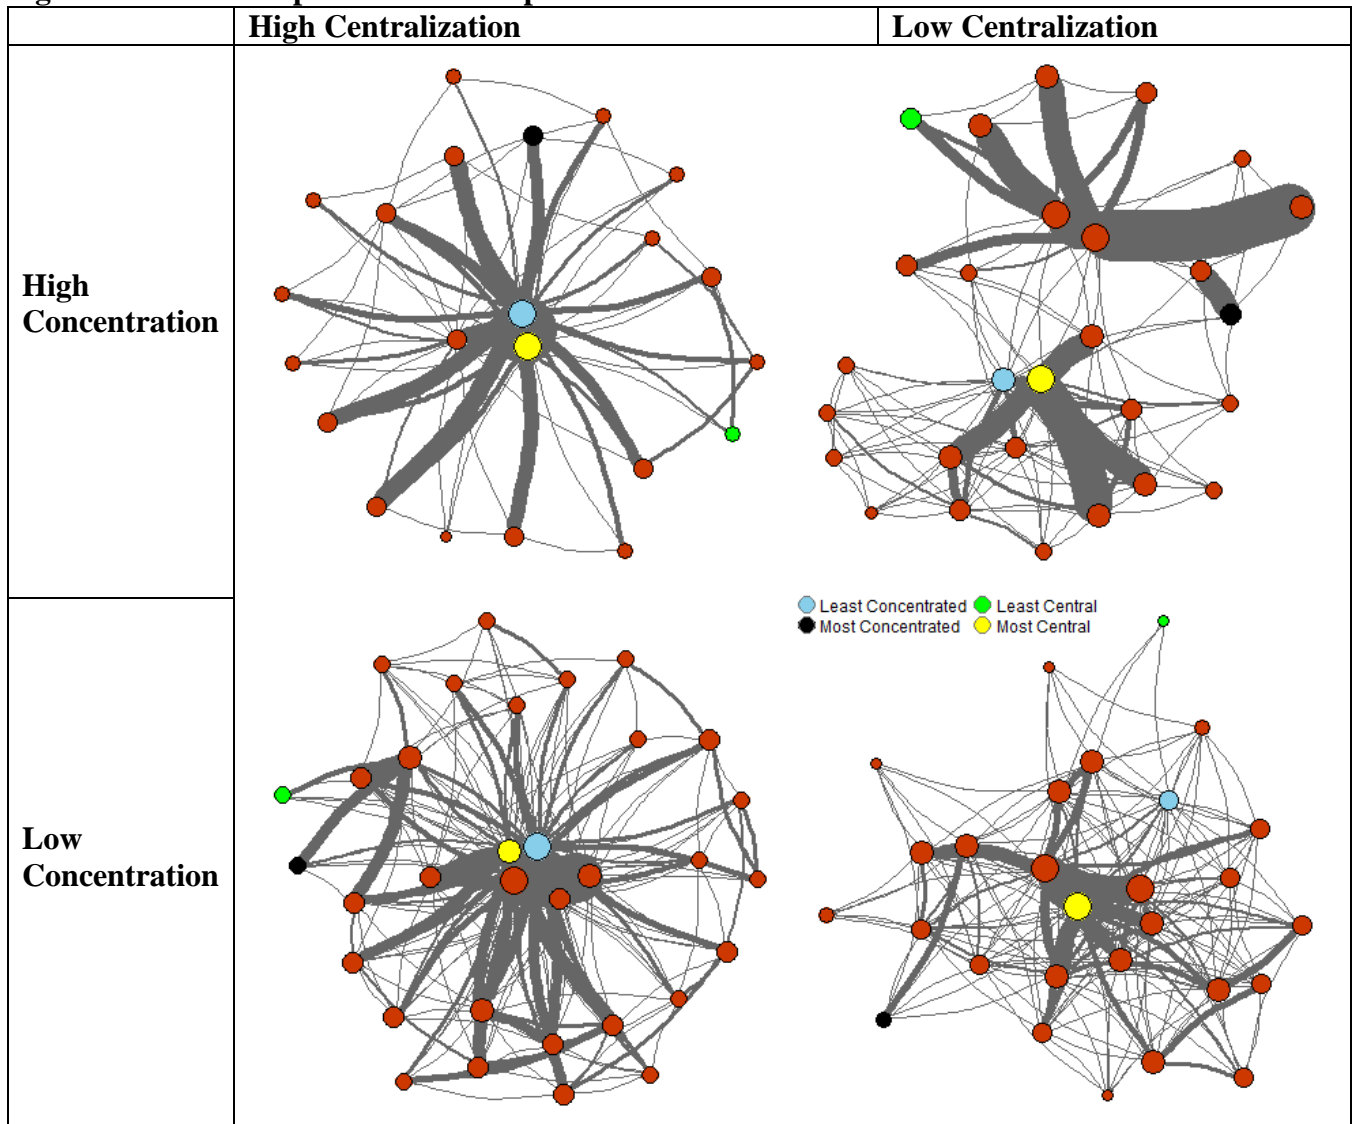 High Centralization
Low Centralization
High
Concentration
Least Concentrated
Least Central
Most Concentrated
Most Central
Low
Concentration